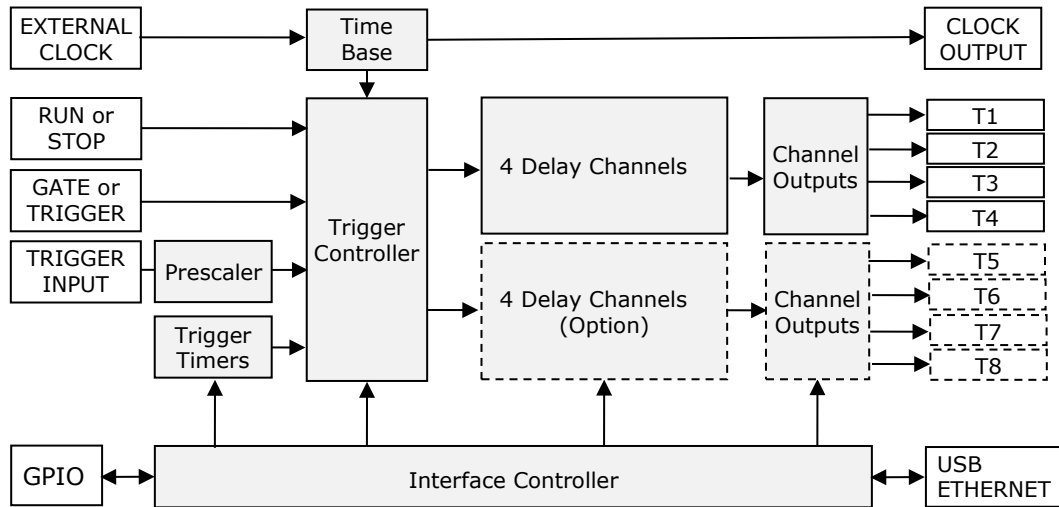 EXTERNAL
CLOCK
Time
Base
CLOCK
OUTPUT
RUN or
STOP
GATE or
TRIGGER
TRIGGER
INPUT
Prescaler
Trigger
Timers
Trigger
Controller
4 Delay Channels
Channel
Outputs
T1
T2
T3
T4
4 Delay Channels
(Option)
Channel
Outputs
T5
T6
T7
T8
GPIO
Interface Controller
USB
ETHERNET